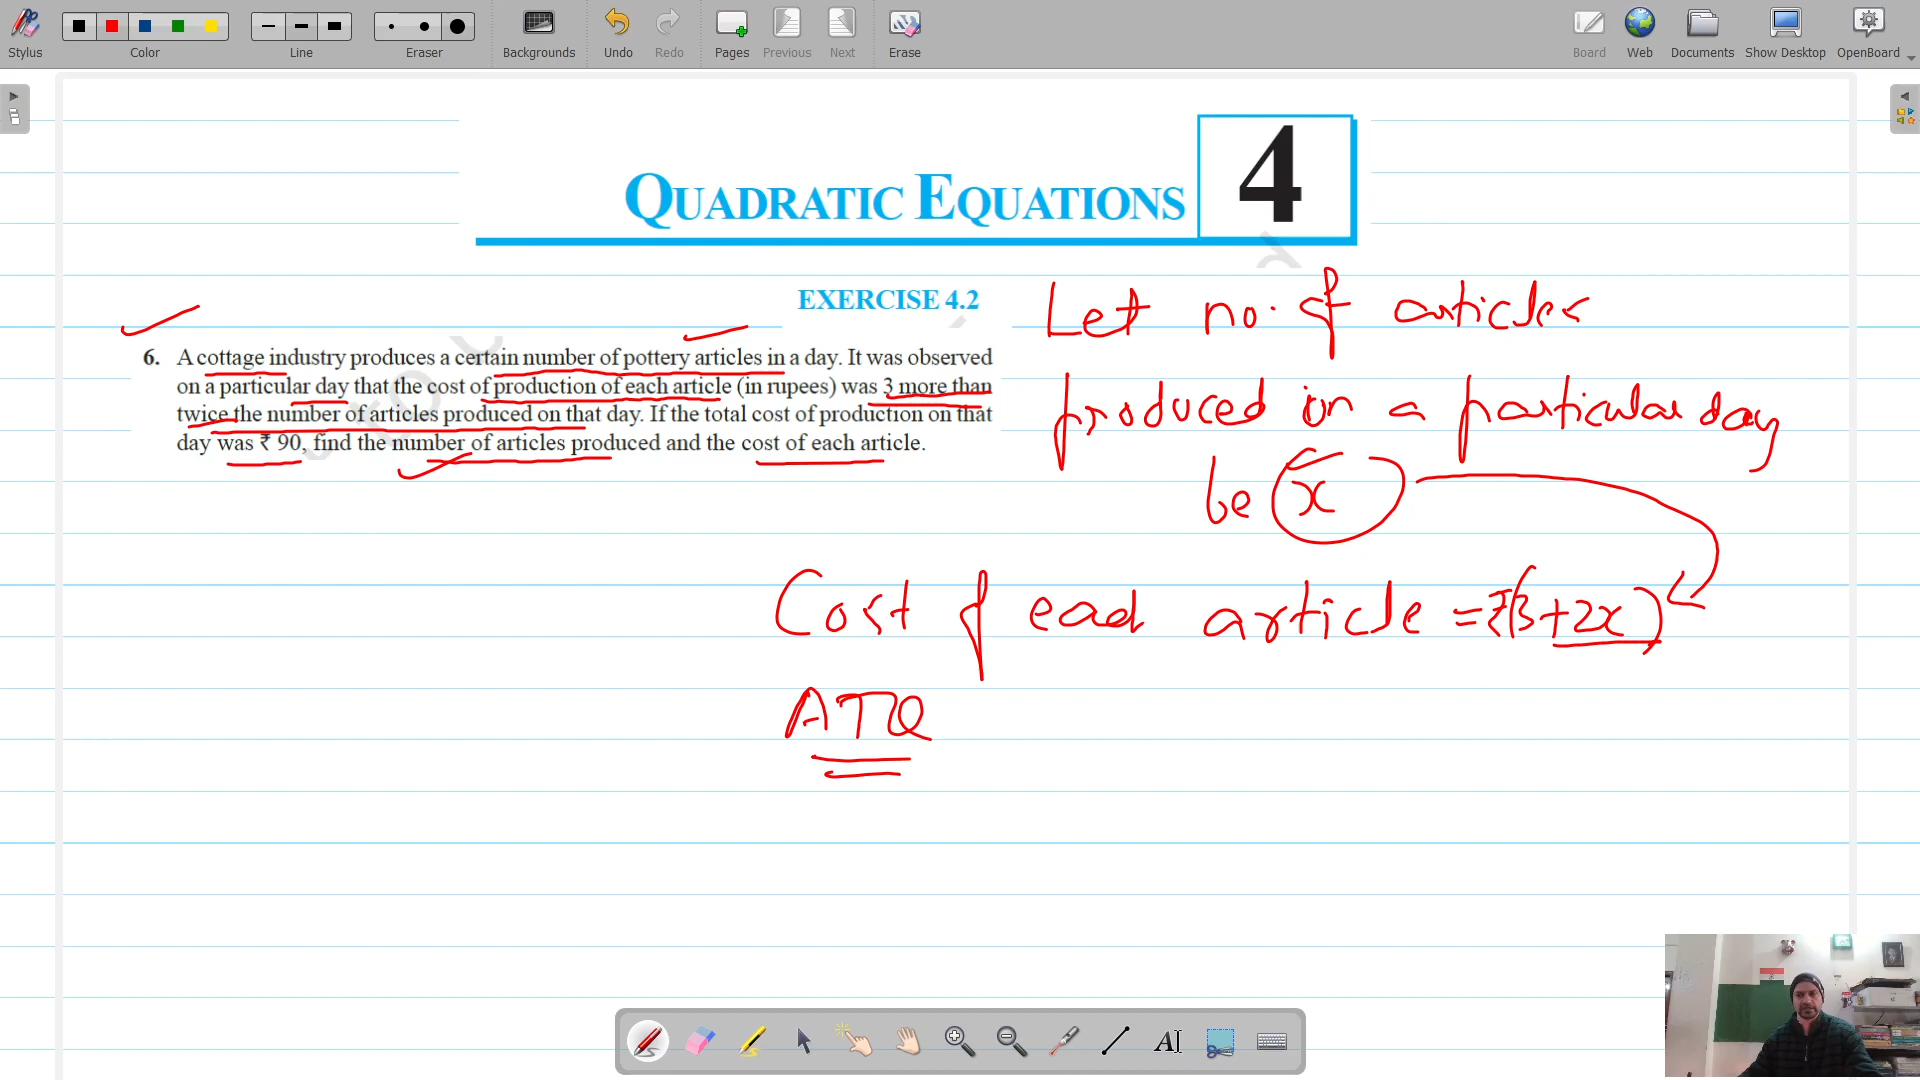 Stylus Color Line Eraser Backgrounds Undo Redo Pages Previous Next Erase Board Web Documents Show Desktop OpenBoard
QUADRATIC EQUATIONS 4
EXERCISE 4.2
6. A cottage industry produces a certain number of pottery articles in a day. It was observed
on a particular day that the cost of production of each article (in rupees) was 3 more than
twice the number of articles produced on that day. If the total cost of production on that
day was ₹ 90, find the number of articles produced and the cost of each article.
Let no. of articles
produced on a particular day
be x
Cost of each article = ₹(3+2x)
ATQ